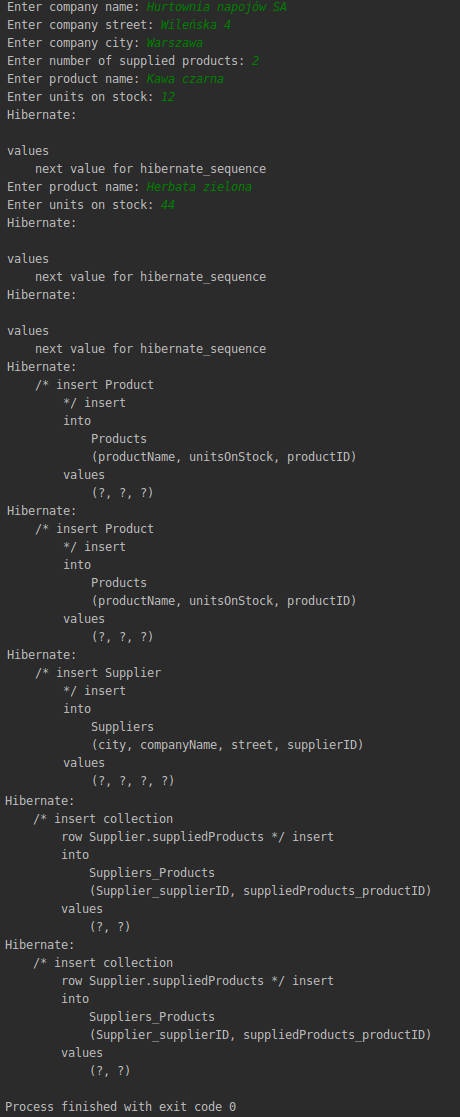 Enter company name: Hurtownia napojów SA
Enter company street: Wileńska 4
Enter company city: Warszawa
Enter number of supplied products: 2
Enter product name: Kawa czarna
Enter units on stock: 12
Hibernate:

values
    next value for hibernate_sequence
Enter product name: Herbata zielona
Enter units on stock: 44
Hibernate:

values
    next value for hibernate_sequence
Hibernate:

values
    next value for hibernate_sequence
Hibernate:
    /* insert Product
        */ insert
        into
            Products
            (productName, unitsOnStock, productID)
        values
            (?, ?, ?)
Hibernate:
    /* insert Product
        */ insert
        into
            Products
            (productName, unitsOnStock, productID)
        values
            (?, ?, ?)
Hibernate:
    /* insert Supplier
        */ insert
        into
            Suppliers
            (city, companyName, street, supplierID)
        values
            (?, ?, ?, ?)
Hibernate:
    /* insert collection
        row Supplier.suppliedProducts */ insert
        into
            Suppliers_Products
            (Supplier_supplierID, suppliedProducts_productID)
        values
            (?, ?)
Hibernate:
    /* insert collection
        row Supplier.suppliedProducts */ insert
        into
            Suppliers_Products
            (Supplier_supplierID, suppliedProducts_productID)
        values
            (?, ?)

Process finished with exit code 0